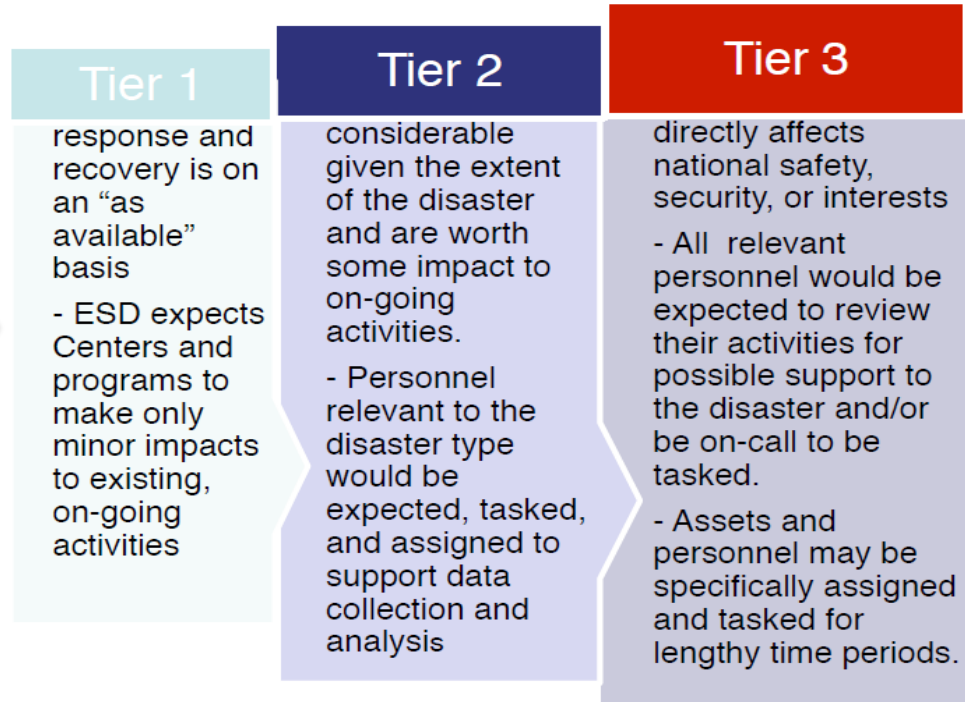 Tier 1
response and
recovery is on
an “as
available”
basis
- ESD expects
Centers and
programs to
make only
minor impacts
to existing,
on-going
activities
Tier 2
considerable
given the extent
of the disaster
and are worth
some impact to
on-going
activities.
- Personnel
relevant to the
disaster type
would be
expected, tasked,
and assigned to
support data
collection and
analysis
Tier 3
directly affects
national safety,
security, or interests
- All relevant
personnel would be
expected to review
their activities for
possible support to
the disaster and/or
be on-call to be
tasked.
- Assets and
personnel may be
specifically assigned
and tasked for
lengthy time periods.